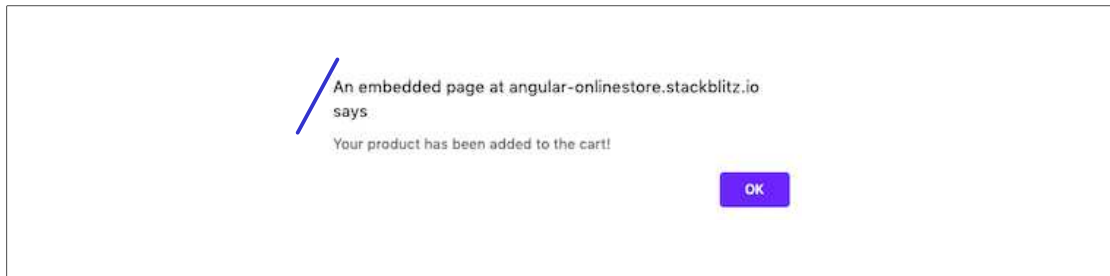 An embedded page at angular-onlinestore.stackblitz.io
says
Your product has been added to the cart!
OK